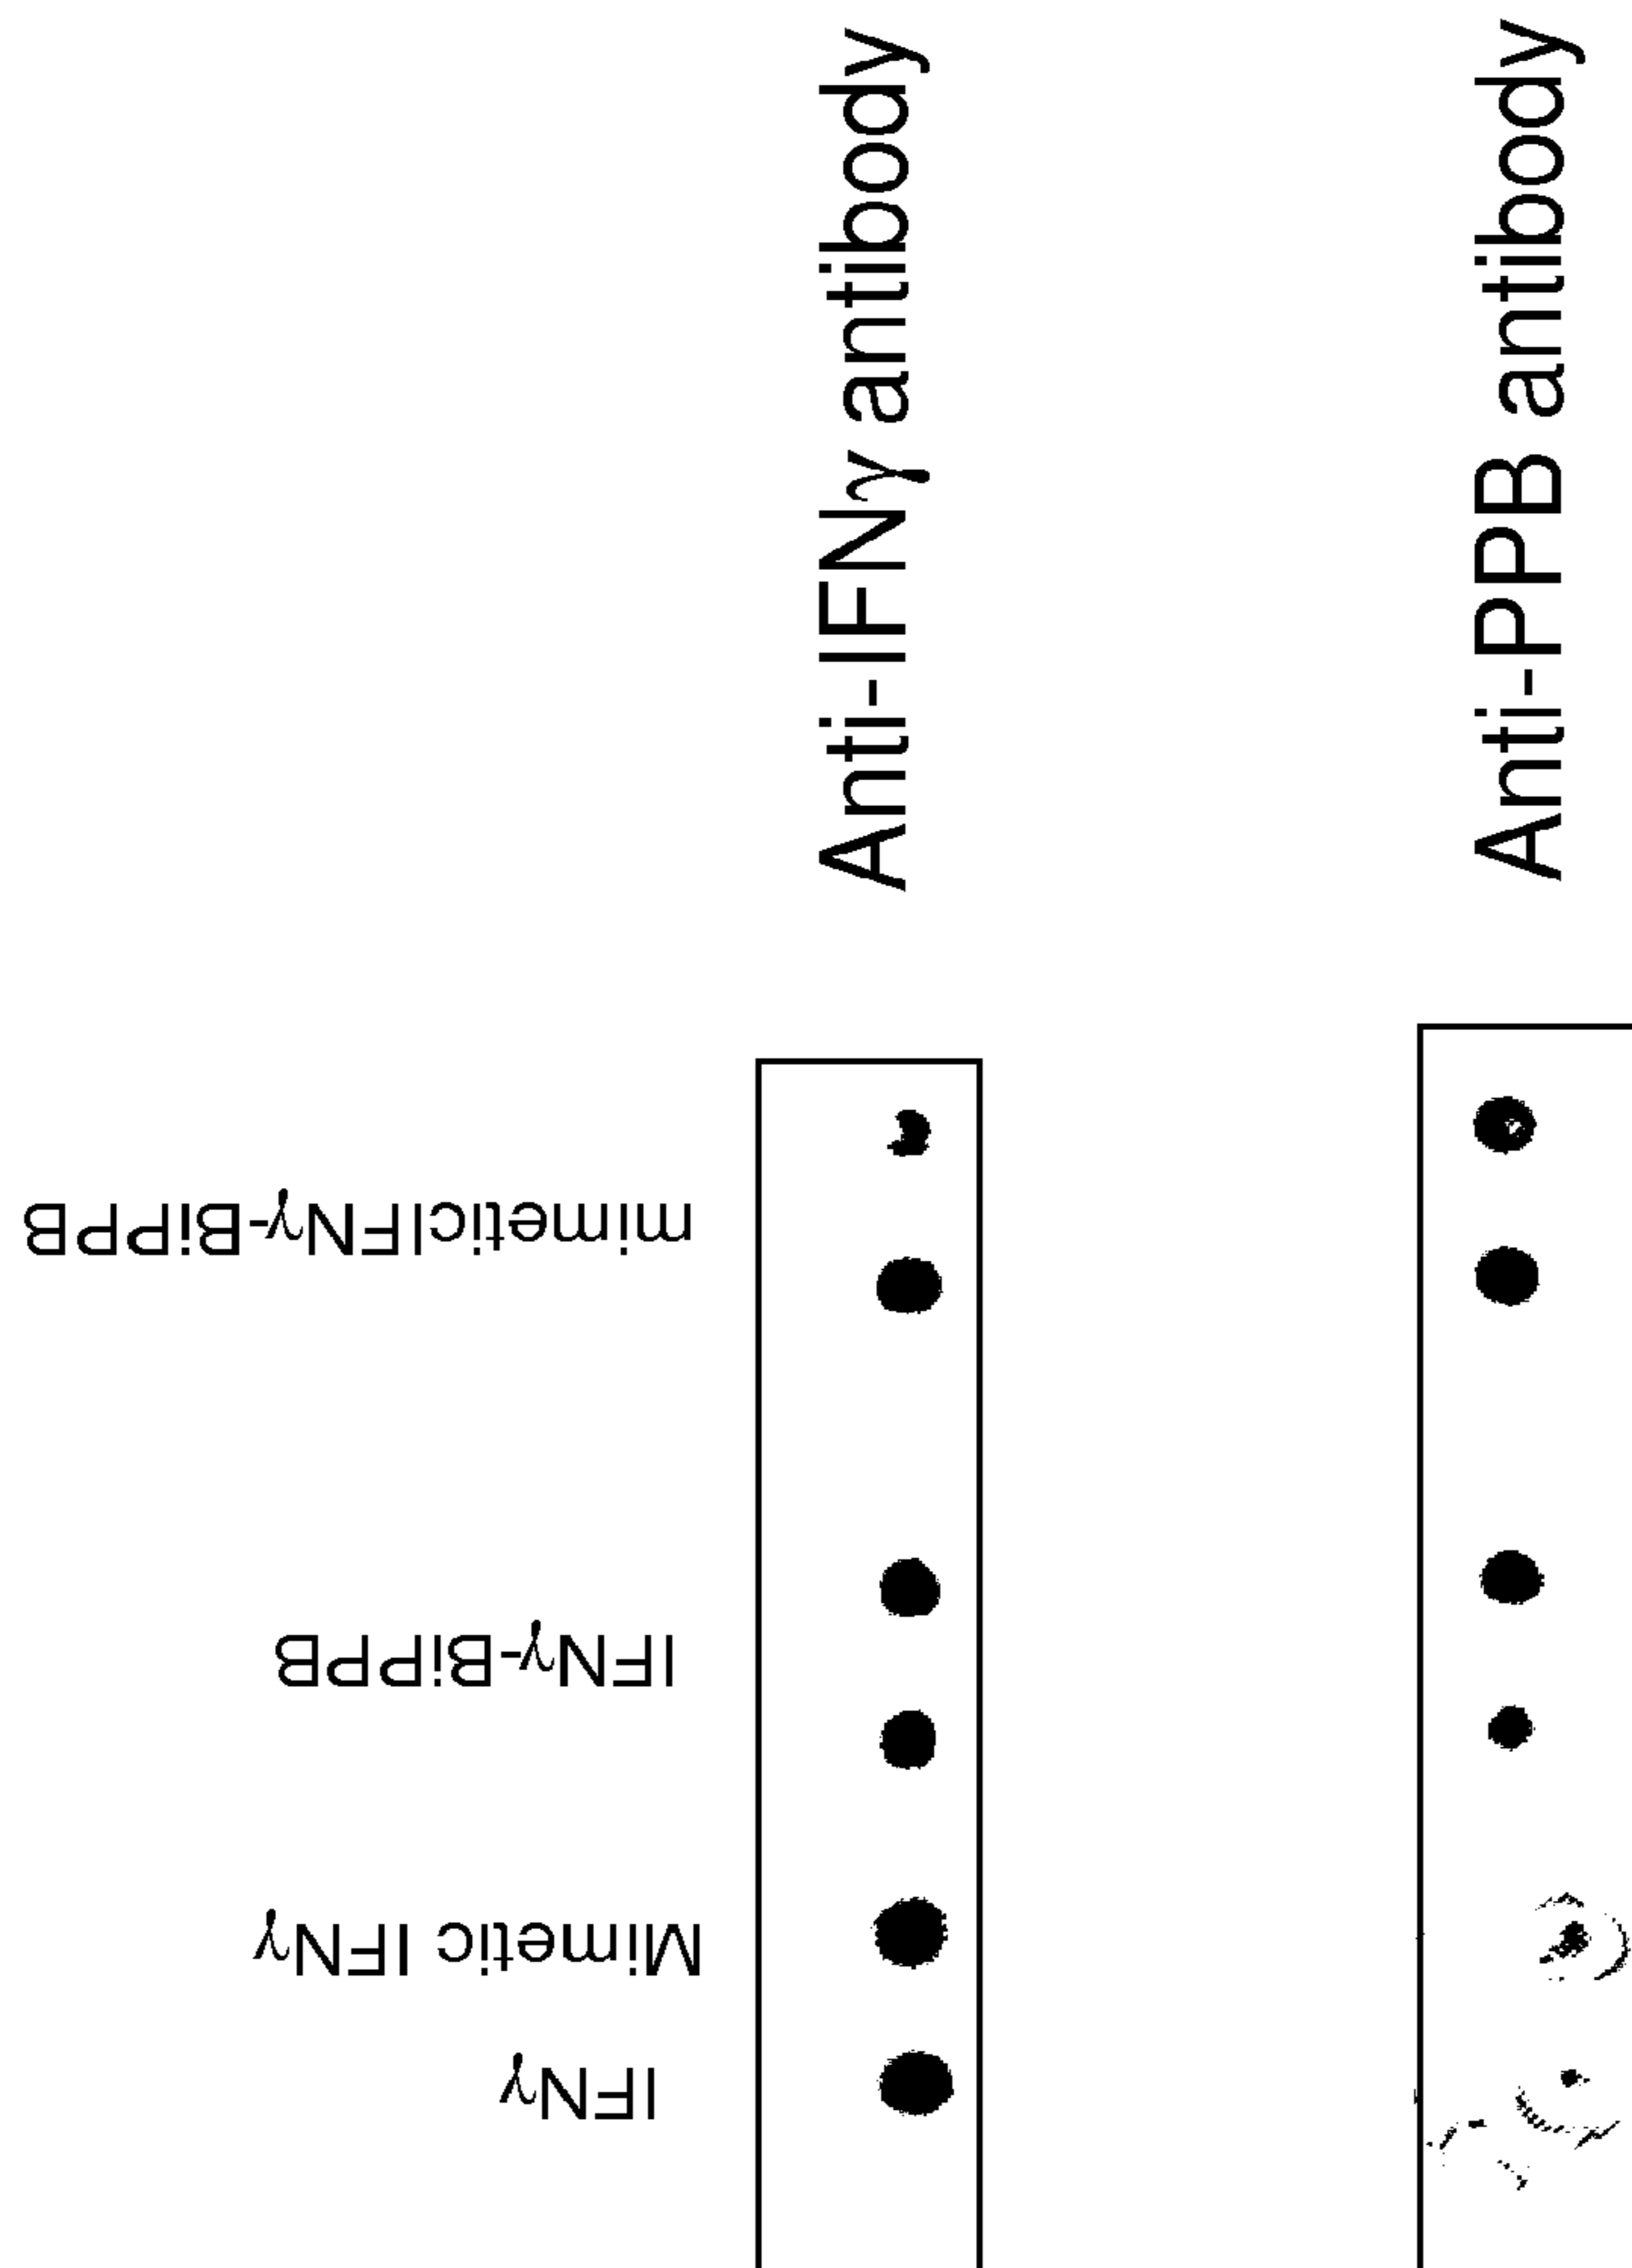 Anti-IFNγ antibody
Anti-PPB antibody
mimeticIFNγ-BiPPB
IFNγ-BiPPB
Mimetic IFNγ
IFNγ